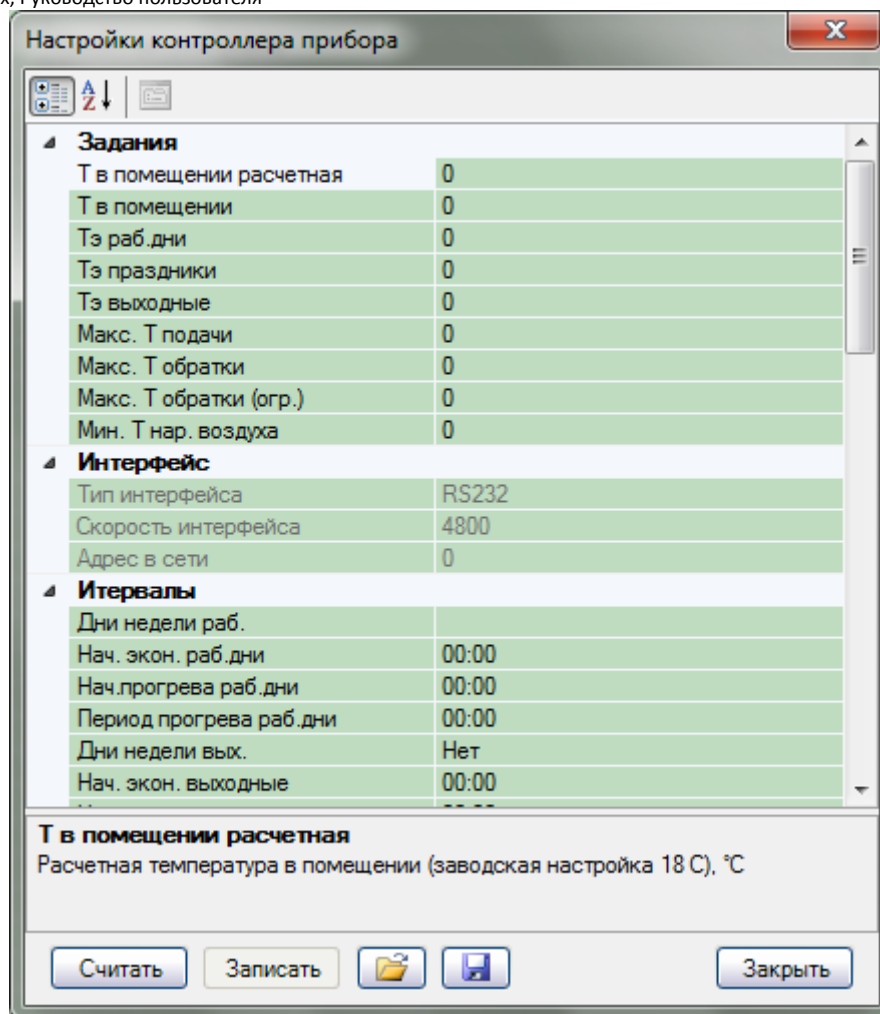 Руководство пользователя
Настройки контроллера прибора
A
Z
Задания
Т в помещении расчетная 0
Т в помещении 0
Тэ раб.дни 0
Тэ праздники 0
Тэ выходные 0
Макс. Т подачи 0
Макс. Т обратки 0
Макс. Т обратки (огр.) 0
Мин. Т нар. воздуха 0
Интерфейс
Тип интерфейса RS232
Скорость интерфейса 4800
Адрес в сети 0
Итервалы
Дни недели раб.
Нач. экон. раб.дни 00:00
Нач.прогрева раб.дни 00:00
Период прогрева раб.дни 00:00
Дни недели вых. Нет
Нач. экон. выходные 00:00
Т в помещении расчетная
Расчетная температура в помещении (заводская настройка 18 С), °С
Считать Записать Закрыть